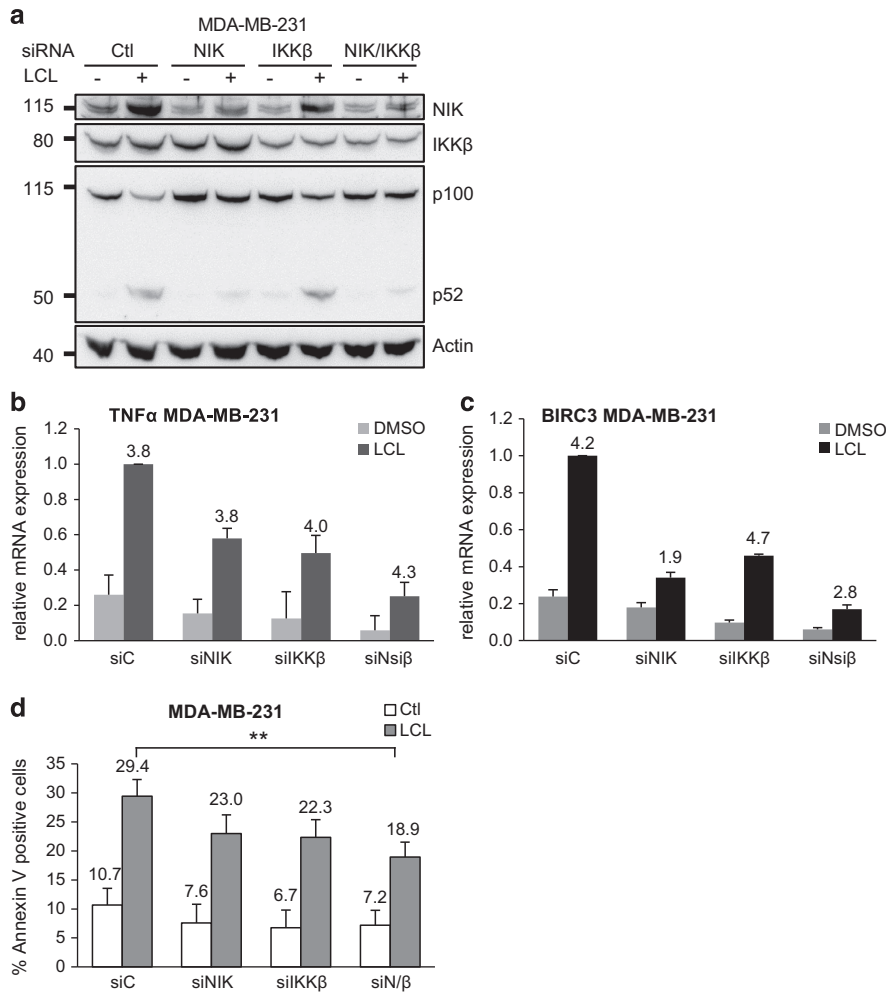 a
MDA-MB-231
siRNA Ctl NIK IKKβ NIK/IKKβ
LCL - + - + - + - +
115 NIK
80 IKKβ
115 p100
50 p52
40 Actin
b
TNFα MDA-MB-231
DMSO
LCL
relative mRNA expression
1.2
1.0
0.8
0.6
0.4
0.2
0.0
3.8
3.8
4.0
4.3
siC siNIK siIKKβ siNsiβ
c
BIRC3 MDA-MB-231
DMSO
LCL
relative mRNA expression
1.2
1.0
0.8
0.6
0.4
0.2
0.0
4.2
1.9
4.7
2.8
siC siNIK siIKKβ siNsiβ
d
MDA-MB-231
Ctl
LCL
**
% Annexin V positive cells
35
30
25
20
15
10
5
0
10.7 29.4
7.6 23.0
6.7 22.3
7.2 18.9
siC siNIK siIKKβ siN/β